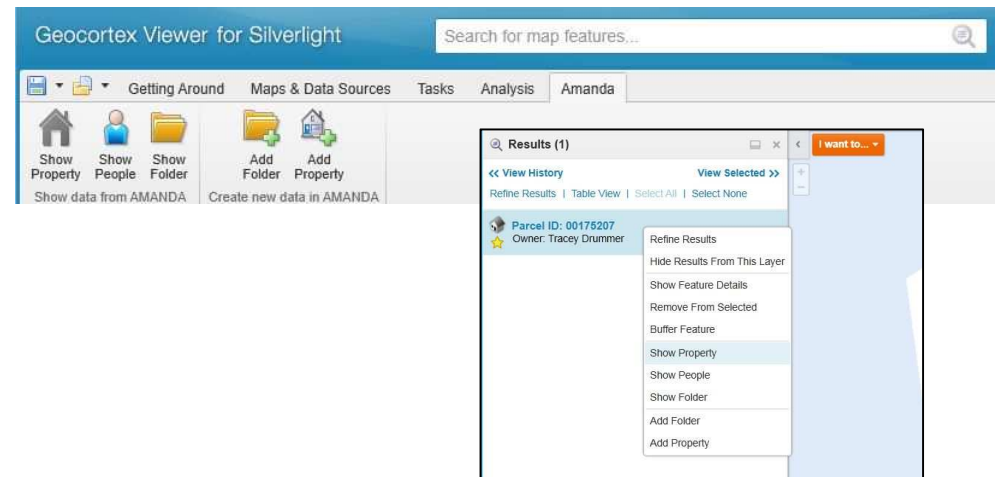 Geocortex Viewer for Silverlight
Search for map features...
Getting Around Maps & Data Sources Tasks Analysis Amanda
Show Property Show People Show Folder Add Folder Add Property
Show data from AMANDA Create new data in AMANDA
Results (1)
I want to...
<< View History View Selected >>
Refine Results | Table View | Select All | Select None
Parcel ID: 00175207
Owner: Tracey Drummer
Refine Results
Hide Results From This Layer
Show Feature Details
Remove From Selected
Buffer Feature
Show Property
Show People
Show Folder
Add Folder
Add Property